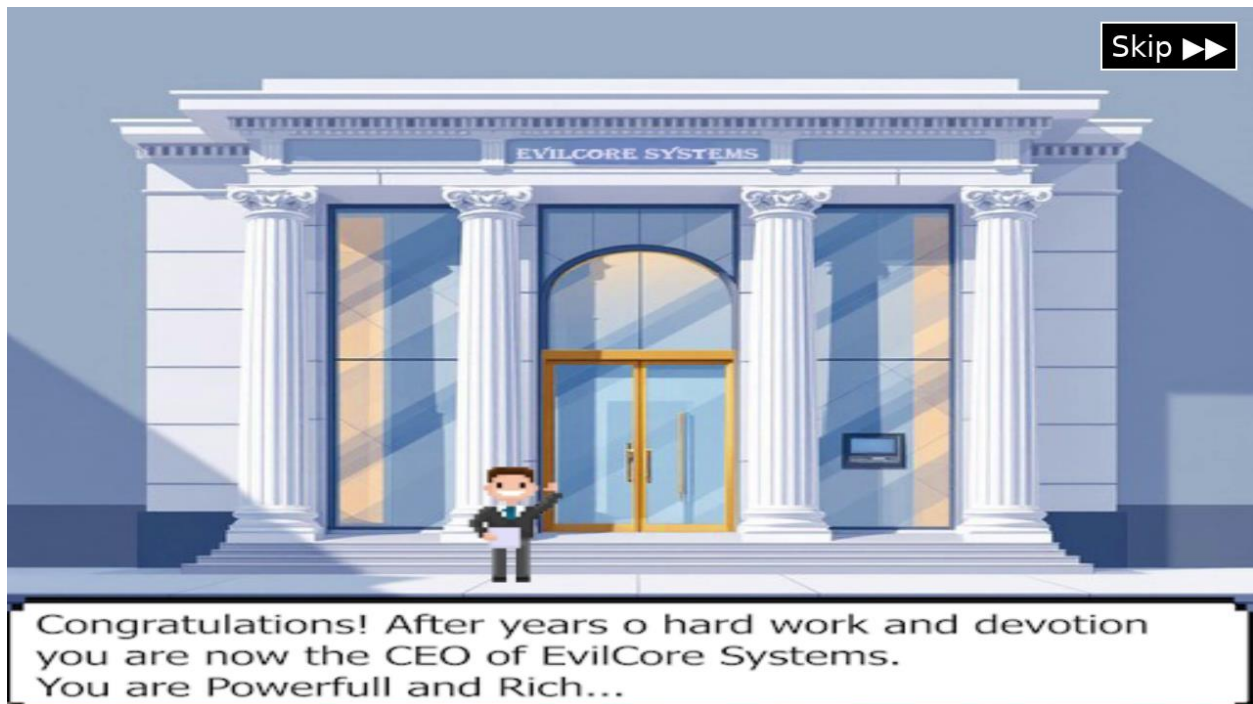 Skip ▶▶
EVILCORE SYSTEMS
Congratulations! After years o hard work and devotion
you are now the CEO of EvilCore Systems.
You are Powerfull and Rich...